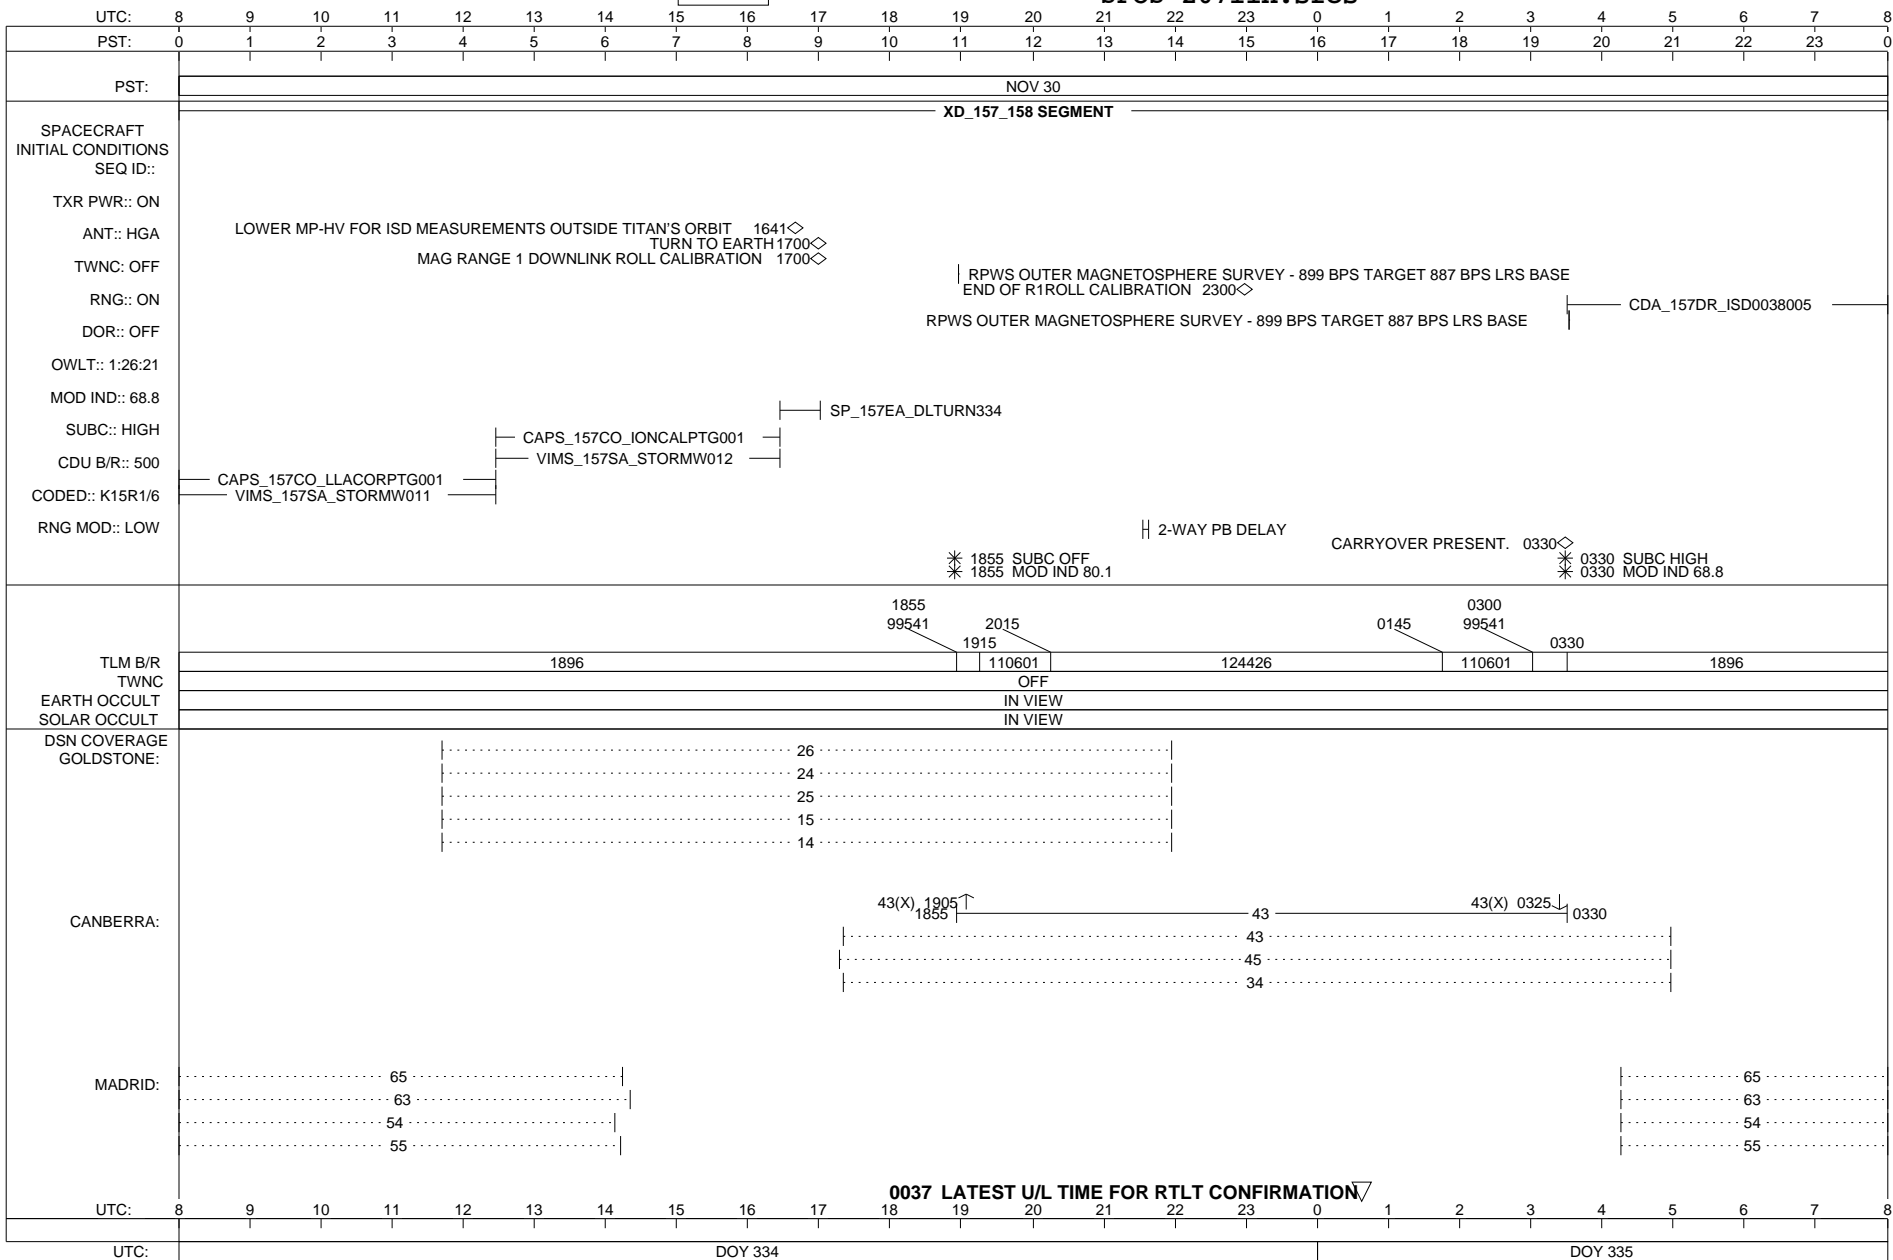 UTC: 8 9 10 11 12 13 14 15 16 17 18 19 20 21 22 23 0 1 2 3 4 5 6 7 8
PST: 0 1 2 3 4 5 6 7 8 9 10 11 12 13 14 15 16 17 18 19 20 21 22 23 0
PST: NOV 30
XD_157_158 SEGMENT
SPACECRAFT
INITIAL CONDITIONS
SEQ ID::
TXR PWR:: ON
ANT:: HGA
TWNC: OFF
RNG:: ON
DOR:: OFF
OWLT:: 1:26:21
MOD IND:: 68.8
SUBC:: HIGH
CDU B/R:: 500
CODED:: K15R1/6
RNG MOD:: LOW
LOWER MP-HV FOR ISD MEASUREMENTS OUTSIDE TITAN'S ORBIT 1641
TURN TO EARTH 1700
MAG RANGE 1 DOWNLINK ROLL CALIBRATION 1700
RPWS OUTER MAGNETOSPHERE SURVEY - 899 BPS TARGET 887 BPS LRS BASE
END OF R1ROLL CALIBRATION 2300
CDA_157DR_ISD0038005
RPWS OUTER MAGNETOSPHERE SURVEY - 899 BPS TARGET 887 BPS LRS BASE
SP_157EA_DLTURN334
CAPS_157CO_IONCALPTG001
VIMS_157SA_STORMW012
CAPS_157CO_LLACORPTG001
VIMS_157SA_STORMW011
2-WAY PB DELAY
CARRYOVER PRESENT. 0330
1855 SUBC OFF 0330 SUBC HIGH
1855 MOD IND 80.1 0330 MOD IND 68.8
1855 0300
99541 2015 0145 99541
1915 0330
TLM B/R 1896 110601 124426 110601 1896
TWNC OFF
EARTH OCCULT IN VIEW
SOLAR OCCULT IN VIEW
DSN COVERAGE
GOLDSTONE:
26
24
25
15
14
CANBERRA:
43(X) 1905 43(X) 0325
1855 43 0330
43
45
34
MADRID:
65 65
63 63
54 54
55 55
0037 LATEST U/L TIME FOR RTLT CONFIRMATION
UTC: 8 9 10 11 12 13 14 15 16 17 18 19 20 21 22 23 0 1 2 3 4 5 6 7 8
UTC: DOY 334 DOY 335